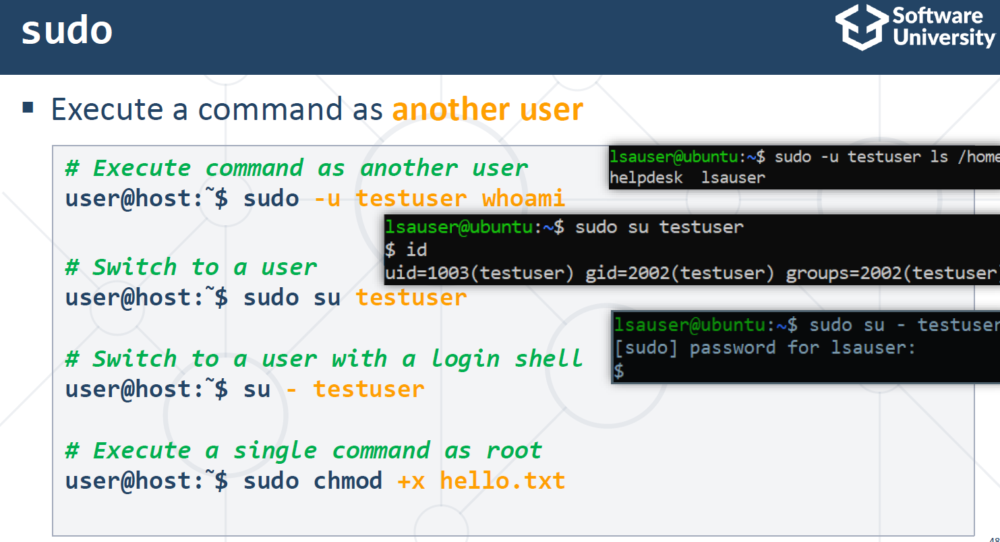 sudo
Software
University
▪ Execute a command as another user
# Execute command as another user
user@host:~$ sudo -u testuser whoami
lsauser@ubuntu:~$ sudo -u testuser ls /home
helpdesk  lsauser
# Switch to a user
user@host:~$ sudo su testuser
lsauser@ubuntu:~$ sudo su testuser
$ id
uid=1003(testuser) gid=2002(testuser) groups=2002(testuser)
# Switch to a user with a login shell
user@host:~$ su - testuser
lsauser@ubuntu:~$ sudo su - testuser
[sudo] password for lsauser:
$
# Execute a single command as root
user@host:~$ sudo chmod +x hello.txt
48